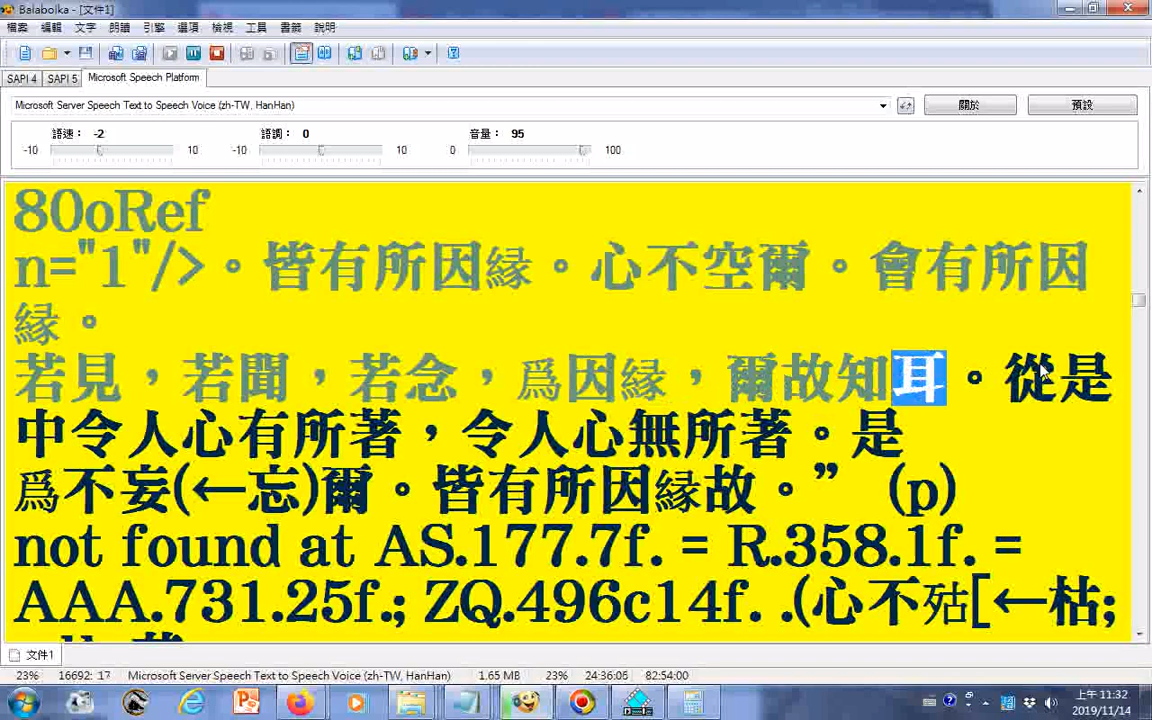 Balabolka - [文件1]
檔案 編輯 文字 朗讀 引擎 選項 檢視 工具 書籤 說明
SAPI 4 SAPI 5 Microsoft Speech Platform
Microsoft Server Speech Text to Speech Voice (zh-TW, HanHan) 關於 預設
語速： -2 語調： 0 音量： 95
-10 10 -10 10 0 100
80oRef
n="1"/>。皆有所因縁。心不空爾。會有所因
縁。
若見，若聞，若念，爲因縁，爾故知耳。從是
中令人心有所著，令人心無所著。是
爲不妄(←忘)爾。皆有所因縁故。” (p)
not found at AS.177.7f. = R.358.1f. =
AAA.731.25f.; ZQ.496c14f. .(心不㱠[←枯;
文件1
23% 16692: 17 Microsoft Server Speech Text to Speech Voice (zh-TW, HanHan) 1.65 MB 23% 24:36:05 82:54:00
上午 11:32
2019/11/14